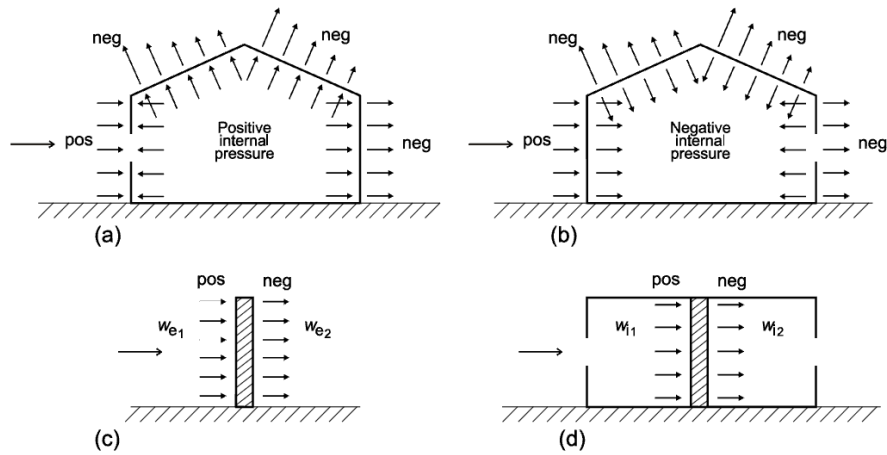 neg
neg
pos
Positive
internal
pressure
neg
(a)
neg
neg
pos
Negative
internal
pressure
neg
(b)
pos
neg
we1
we2
(c)
pos
neg
wi1
wi2
(d)